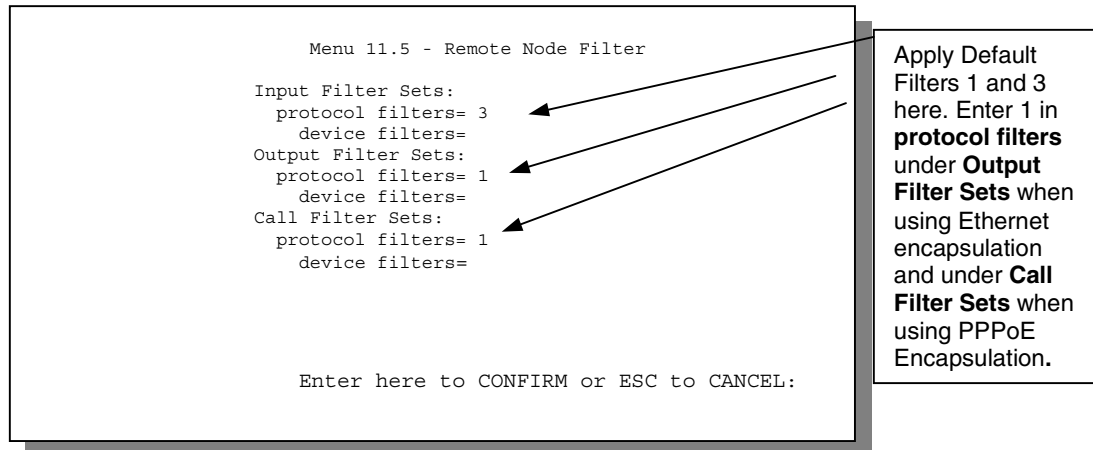 Menu 11.5 - Remote Node Filter
Input Filter Sets:
protocol filters= 3
device filters=
Output Filter Sets:
protocol filters= 1
device filters=
Call Filter Sets:
protocol filters= 1
device filters=
Enter here to CONFIRM or ESC to CANCEL:
Apply Default
Filters 1 and 3
here. Enter 1 in
protocol filters
under Output
Filter Sets when
using Ethernet
encapsulation
and under Call
Filter Sets when
using PPPoE
Encapsulation.